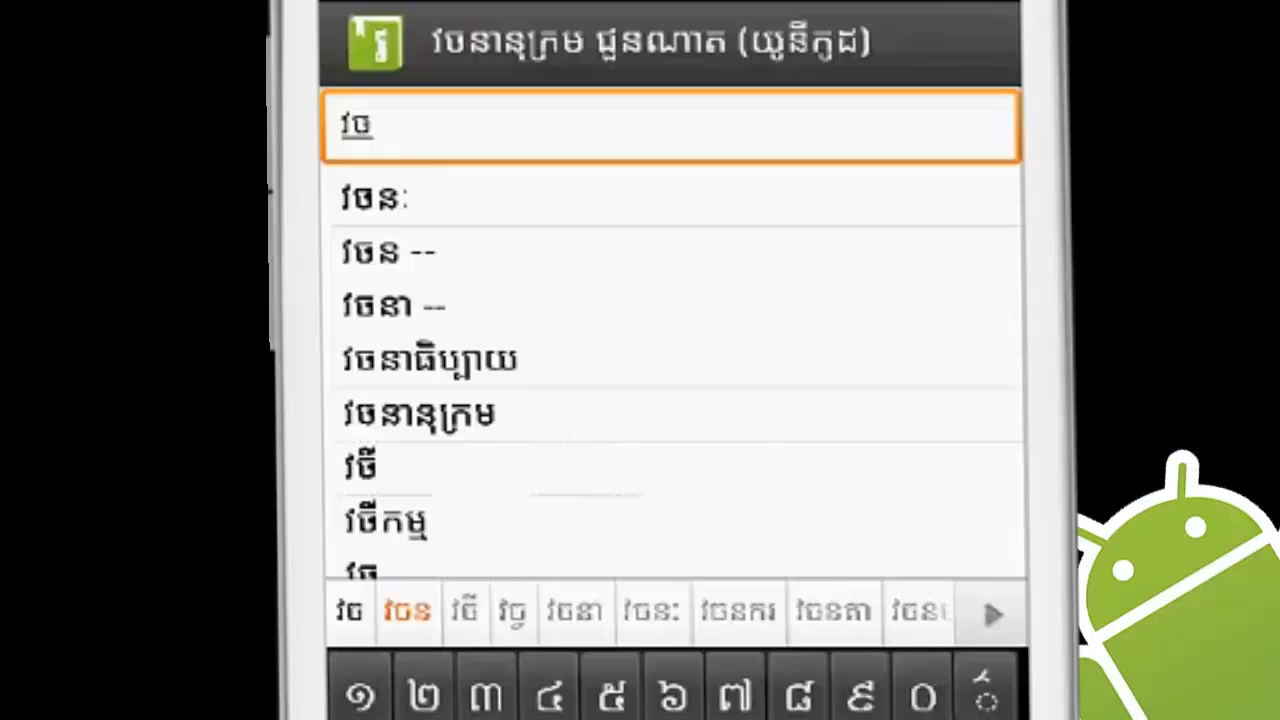 វចនានុក្រម ជួនណាត (យូនីកូដ)
វច
វចនៈ
វចន --
វចនា --
វចនាធិប្បាយ
វចនានុក្រម
វចី
វចីកម្ម
វច វចន វចី វច្ច វចនា វចនៈ វចនករ វចនតា
១ ២ ៣ ៤ ៥ ៦ ៧ ៨ ៩ ០